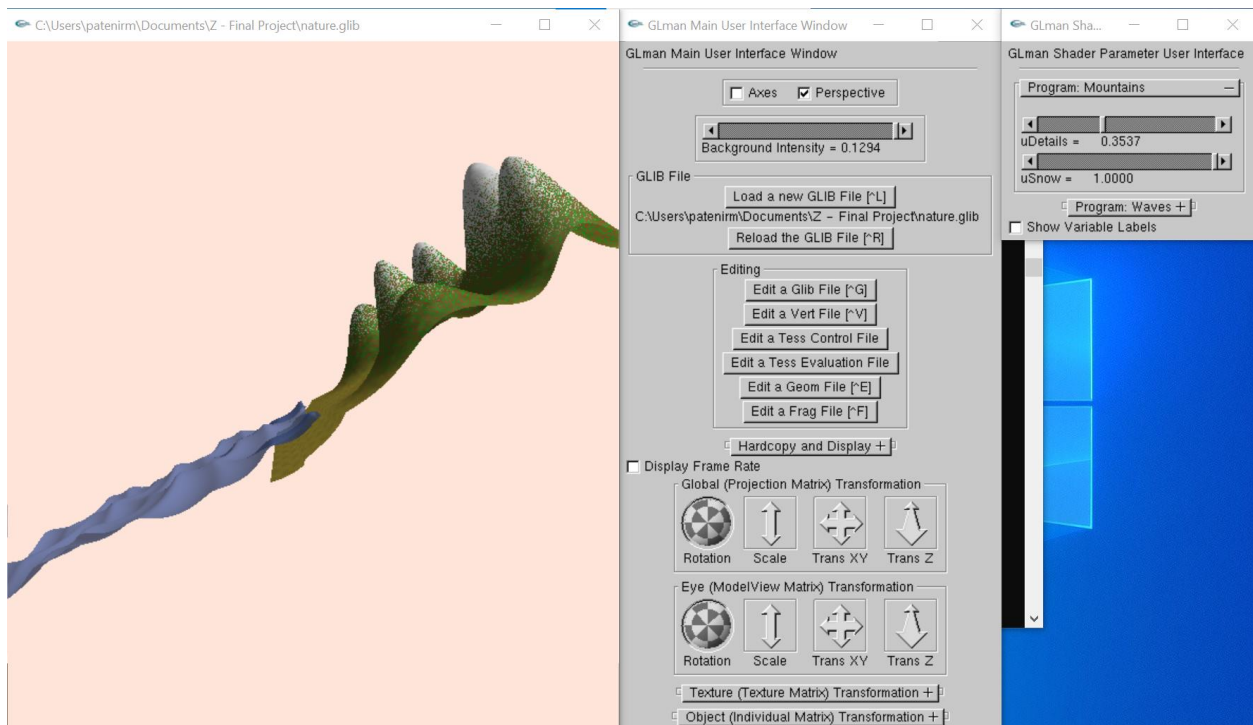 C:\Users\patenirm\Documents\Z - Final Project\nature.glib
GLman Main User Interface Window
GLman Main User Interface Window
Axes
Perspective
Background Intensity = 0.1294
GLIB File
Load a new GLIB File [^L]
C:\Users\patenirm\Documents\Z - Final Project\nature.glib
Reload the GLIB File [^R]
Editing
Edit a Glib File [^G]
Edit a Vert File [^V]
Edit a Tess Control File
Edit a Tess Evaluation File
Edit a Geom File [^E]
Edit a Frag File [^F]
Hardcopy and Display +
Display Frame Rate
Global (Projection Matrix) Transformation
Rotation Scale Trans XY Trans Z
Eye (ModelView Matrix) Transformation
Rotation Scale Trans XY Trans Z
Texture (Texture Matrix) Transformation +
Object (Individual Matrix) Transformation +
GLman Sha...
GLman Shader Parameter User Interface
Program: Mountains −
uDetails = 0.3537
uSnow = 1.0000
Program: Waves +
Show Variable Labels